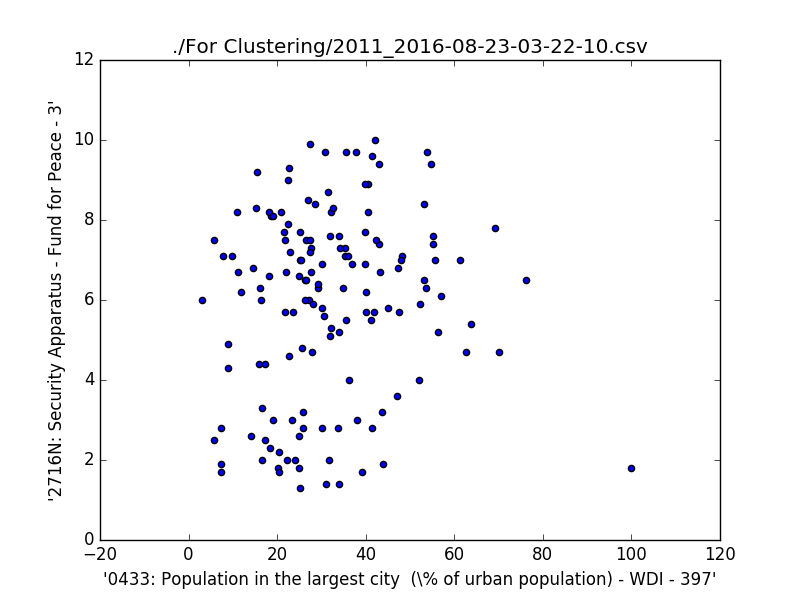 ./For Clustering/2011_2016-08-23-03-22-10.csv
12
10
8
6
4
2
0
'2716N: Security Apparatus - Fund for Peace - 3'
−20 0 20 40 60 80 100 120
'0433: Population in the largest city  (\% of urban population) - WDI - 397'